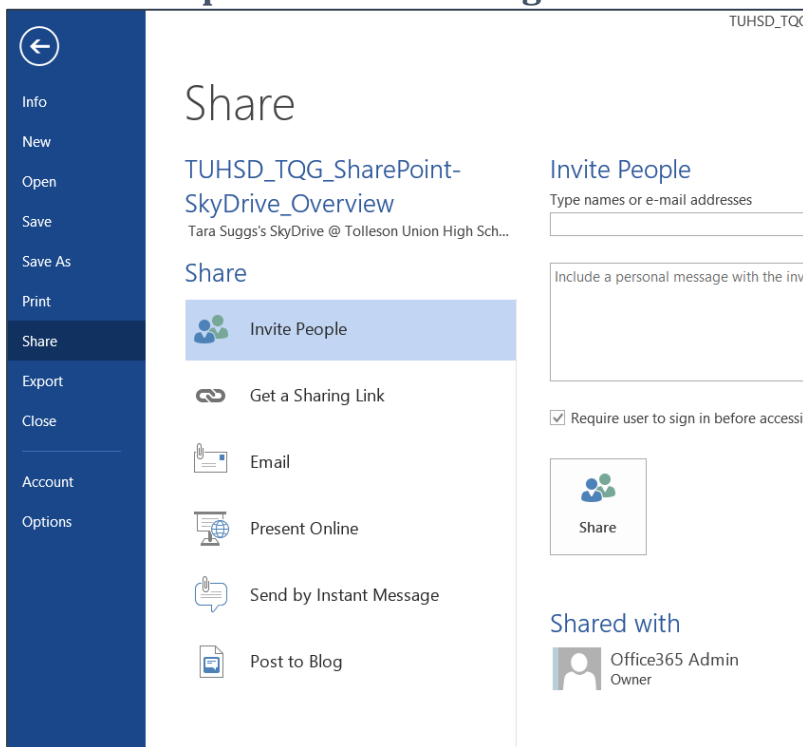 TUHSD_TQG
Info
New
Open
Save
Save As
Print
Share
Export
Close
Account
Options
Share
TUHSD_TQG_SharePoint-
SkyDrive_Overview
Tara Suggs's SkyDrive @ Tolleson Union High Sch...
Share
Invite People
Get a Sharing Link
Email
Present Online
Send by Instant Message
Post to Blog
Invite People
Type names or e-mail addresses
Include a personal message with the inv
Require user to sign in before accessi
Share
Shared with
Office365 Admin
Owner